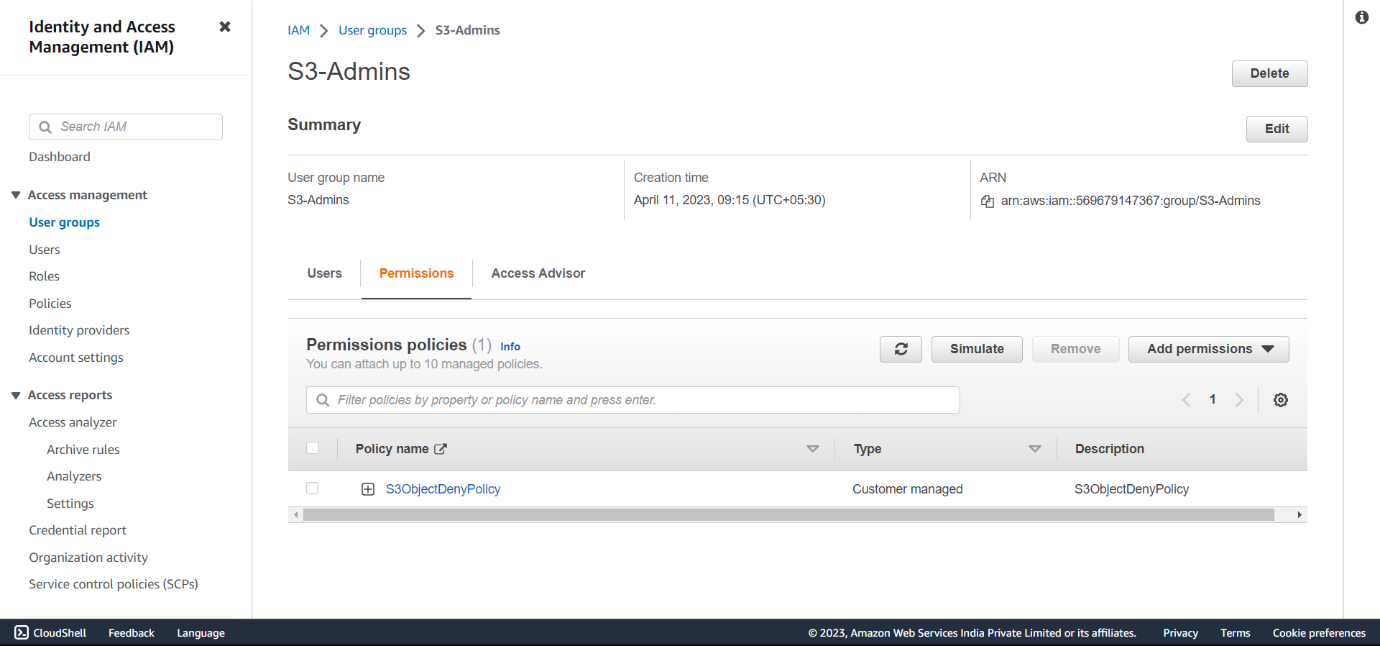 Identity and Access
Management (IAM)
Search IAM
Dashboard
Access management
User groups
Users
Roles
Policies
Identity providers
Account settings
Access reports
Access analyzer
Archive rules
Analyzers
Settings
Credential report
Organization activity
Service control policies (SCPs)
IAM > User groups > S3-Admins
S3-Admins
Delete
Summary
Edit
User group name
S3-Admins
Creation time
April 11, 2023, 09:15 (UTC+05:30)
ARN
arn:aws:iam::569679147367:group/S3-Admins
Users Permissions Access Advisor
Permissions policies (1) Info
You can attach up to 10 managed policies.
Simulate Remove Add permissions
Filter policies by property or policy name and press enter.
1
Policy name Type Description
S3ObjectDenyPolicy Customer managed S3ObjectDenyPolicy
CloudShell Feedback Language © 2023, Amazon Web Services India Private Limited or its affiliates. Privacy Terms Cookie preferences